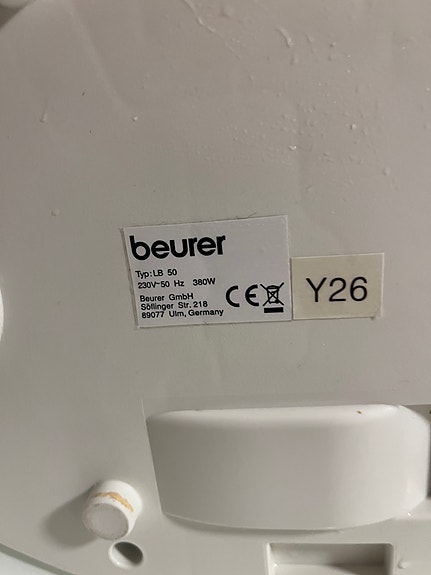 beurer
Typ: LB 50
230V~50 Hz 380W
Beurer GmbH
Söflinger Str. 218
89077 Ulm, Germany
CE
Y26